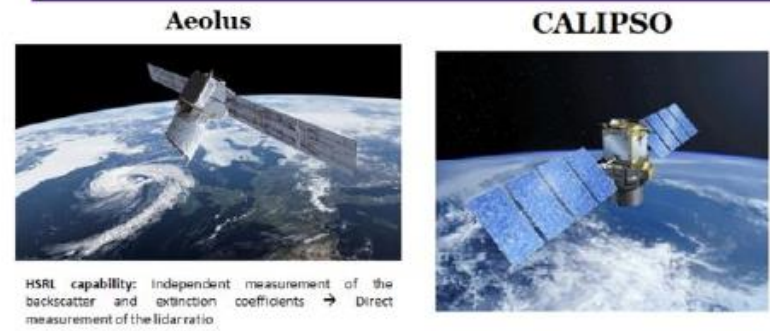 Aeolus
CALIPSO
HSRL capability: Independent measurement of the
backscatter and extinction coefficients → Direct
measurement of the lidar ratio